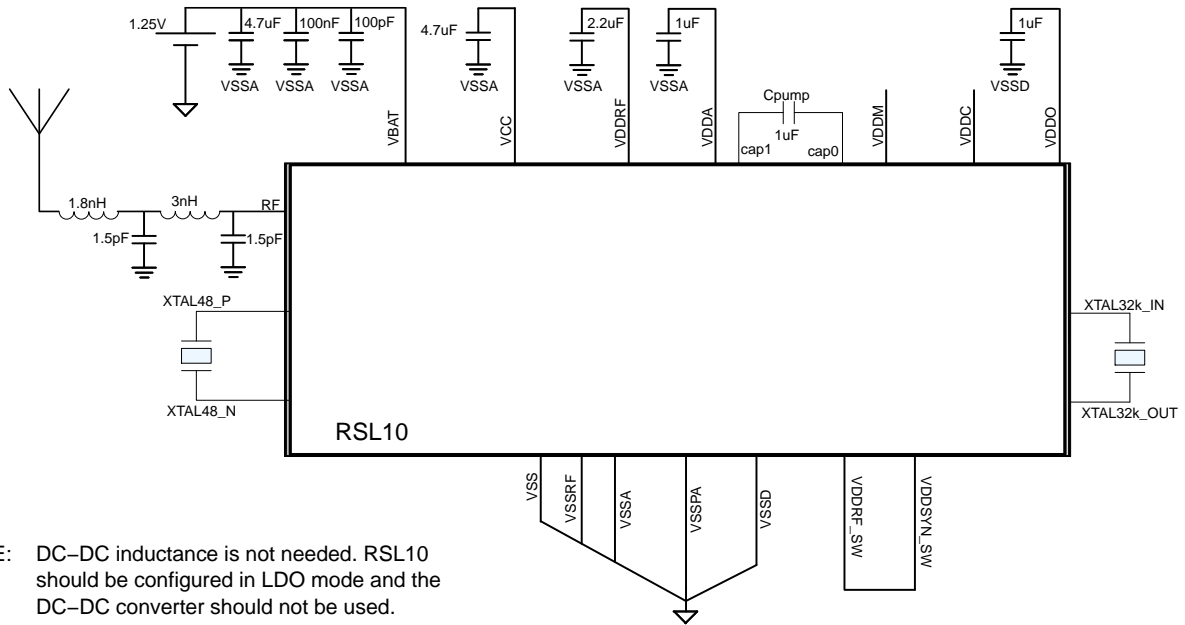 1.25V
4.7uF
100nF
100pF
VSSA
VSSA
VSSA
VBAT
4.7uF
VSSA
VCC
2.2uF
VSSA
VDDRF
1uF
VSSA
VDDA
Cpump
1uF
cap1
cap0
VDDM
VDDC
1uF
VSSD
VDDO
1.8nH
3nH
RF
1.5pF
1.5pF
XTAL48_P
XTAL48_N
XTAL32k_IN
XTAL32k_OUT
RSL10
VSS
VSSRF
VSSA
VSSPA
VSSD
VDDRF_SW
VDDSYN_SW
E: DC−DC inductance is not needed. RSL10
should be configured in LDO mode and the
DC−DC converter should not be used.